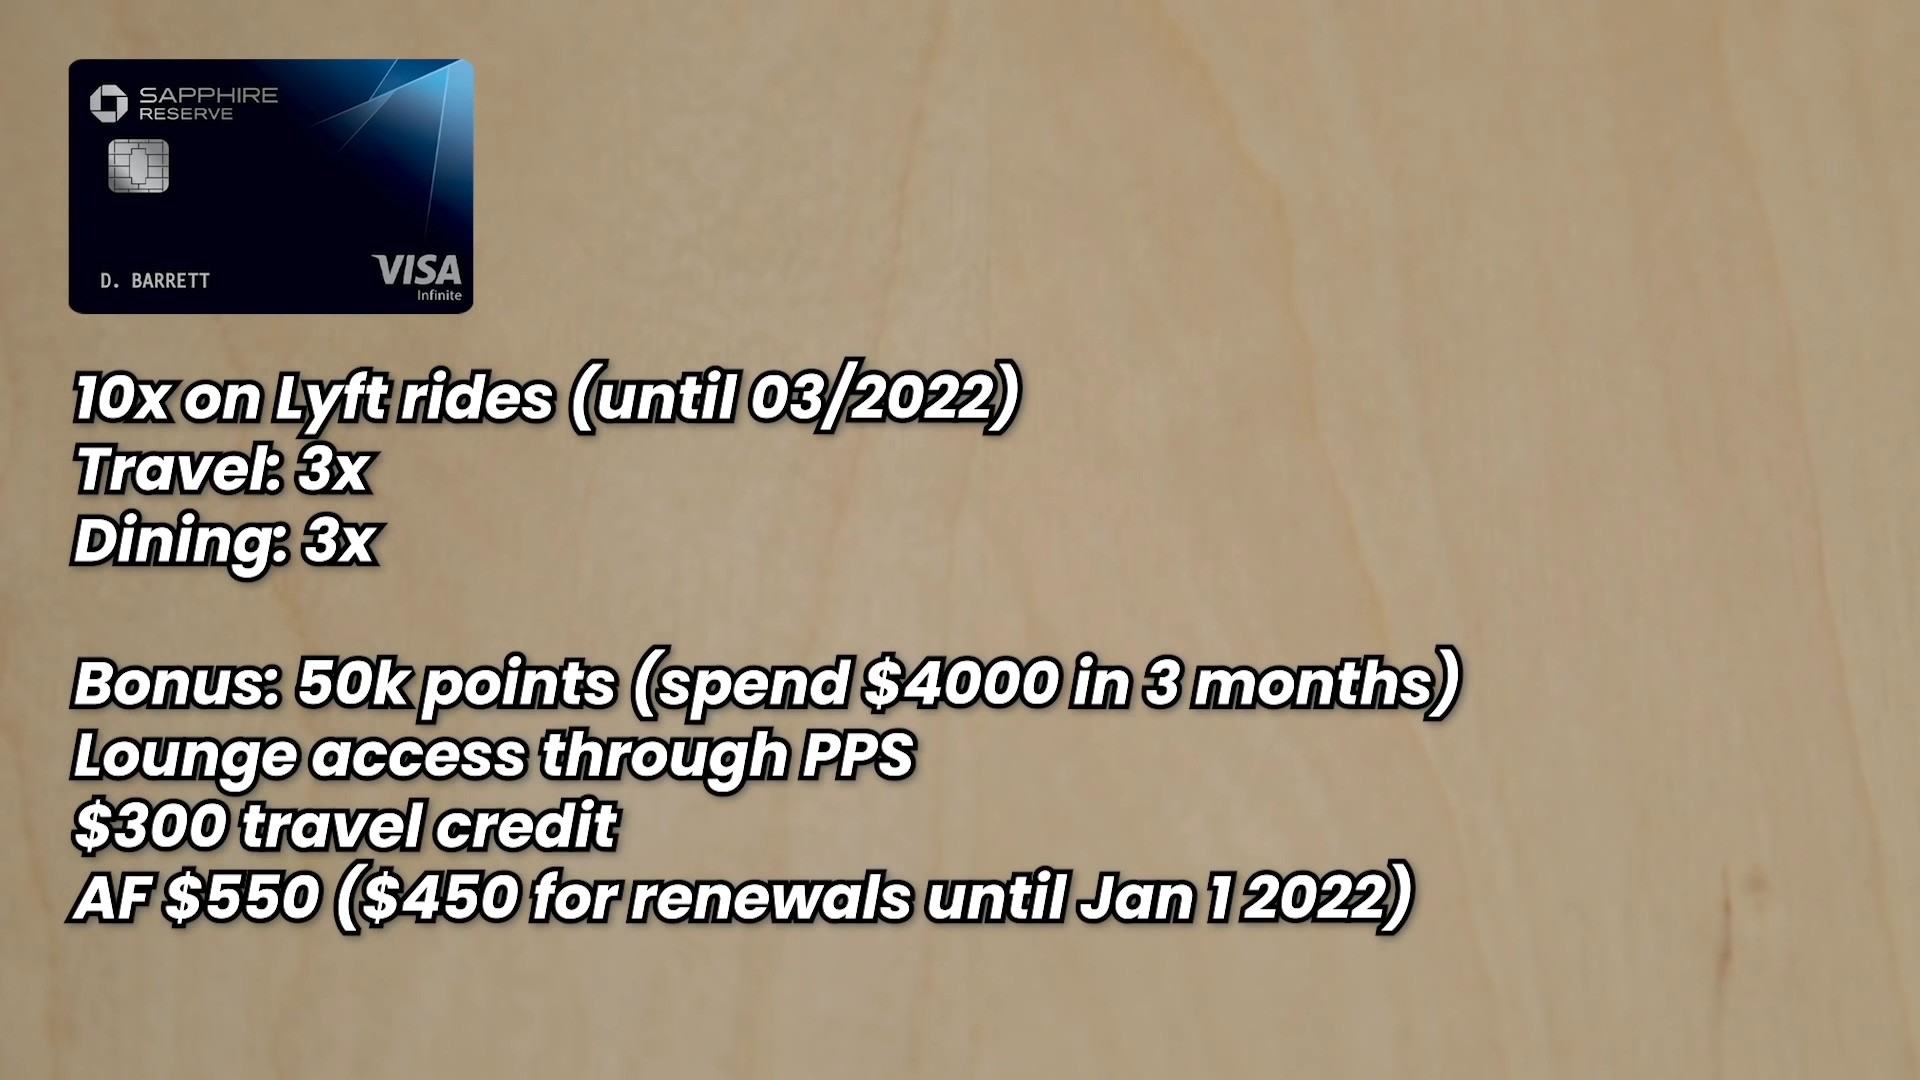 SAPPHIRE
RESERVE
D. BARRETT
VISA
Infinite
10x on Lyft rides (until 03/2022)
Travel: 3x
Dining: 3x
Bonus: 50k points (spend $4000 in 3 months)
Lounge access through PPS
$300 travel credit
AF $550 ($450 for renewals until Jan 1 2022)